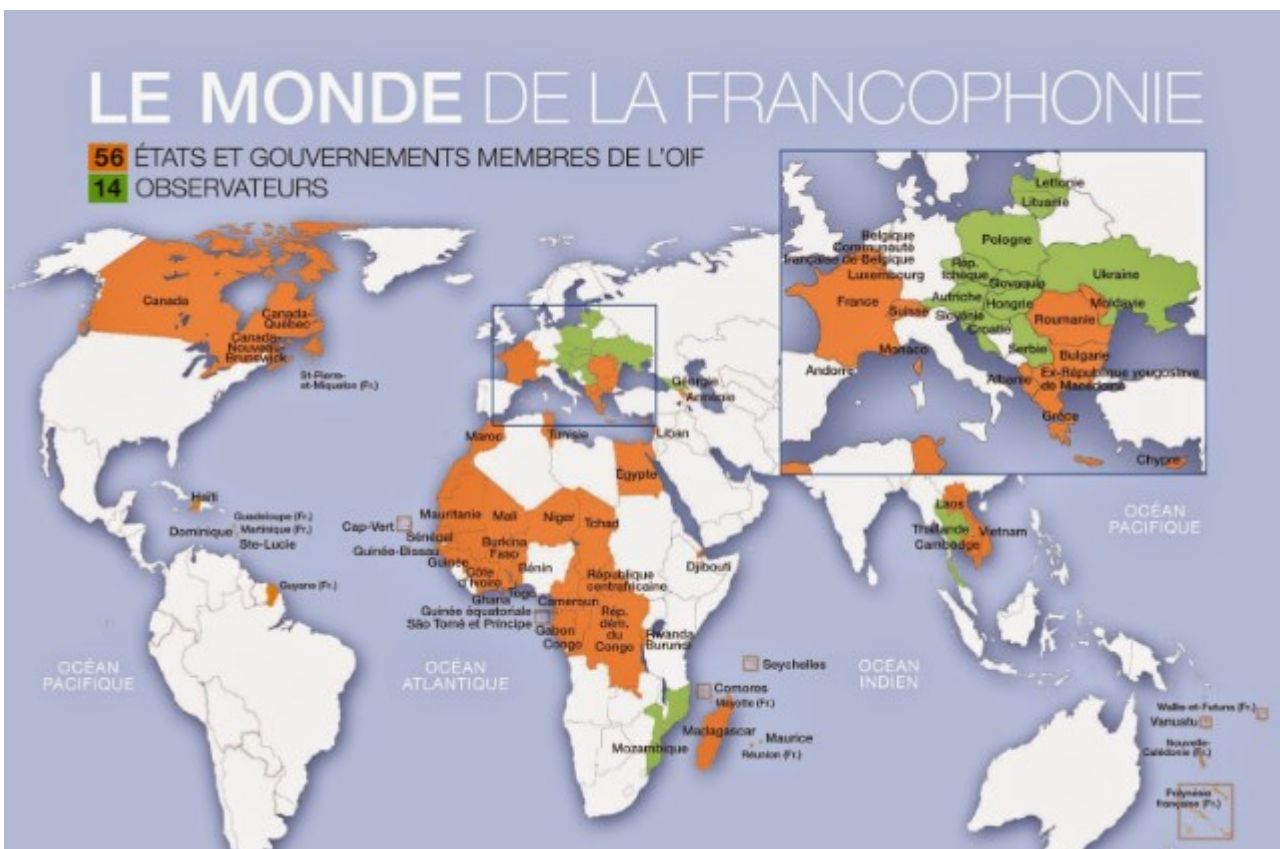 LE MONDE DE LA FRANCOPHONIE
56 ÉTATS ET GOUVERNEMENTS MEMBRES DE L'OIF
14 OBSERVATEURS
Canada
Canada-
Québec
Canada-
Nouveau-
Brunswick
St-Pierre-
et-Miquelon (Fr.)
Haïti
Guadeloupe (Fr.)
Dominique
Martinique (Fr.)
Ste-Lucie
Guyane (Fr.)
OCÉAN
PACIFIQUE
OCÉAN
ATLANTIQUE
Lettonie
Lituanie
Pologne
Belgique
Communauté
française de Belgique
Luxembourg
Rép.
tchèque
Slovaquie
Ukraine
France
Suisse
Autriche
Hongrie
Moldavie
Slovénie
Roumanie
Croatie
Serbie
Monaco
Bulgarie
Andorre
Albanie
Ex-République yougoslave
de Macédoine
Grèce
Chypre
Géorgie
Arménie
Maroc
Tunisie
Liban
Égypte
Mauritanie
Mali
Niger
Tchad
Cap-Vert
Sénégal
Guinée-Bissau
Burkina
Faso
Guinée
Côte
d'Ivoire
Bénin
Djibouti
Togo
Ghana
République
centrafricaine
Cameroun
Guinée équatoriale
São Tomé et Príncipe
Gabon
Congo
Rép.
dém.
du
Congo
Rwanda
Burundi
Seychelles
Comores
Mayotte (Fr.)
Madagascar
Maurice
Réunion (Fr.)
Mozambique
OCÉAN
INDIEN
Laos
Thaïlande
Vietnam
Cambodge
OCÉAN
PACIFIQUE
Wallis-et-Futuna (Fr.)
Vanuatu
Nouvelle-
Calédonie (Fr.)
Polynésie
française (Fr.)